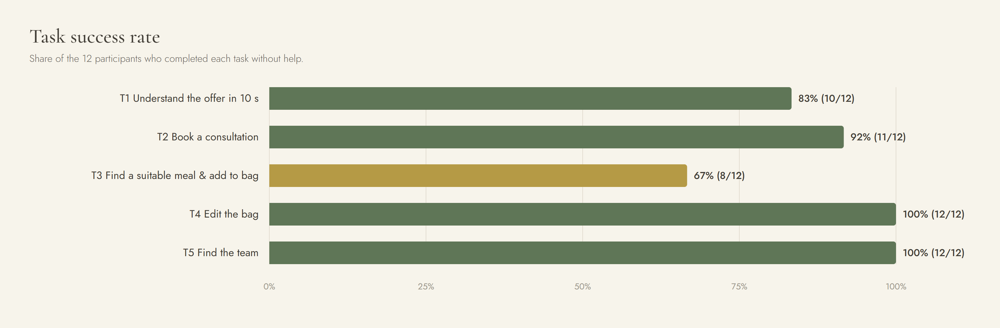 Task success rate
Share of the 12 participants who completed each task without help.
T1 Understand the offer in 10 s 83% (10/12)
T2 Book a consultation 92% (11/12)
T3 Find a suitable meal & add to bag 67% (8/12)
T4 Edit the bag 100% (12/12)
T5 Find the team 100% (12/12)
0% 25% 50% 75% 100%